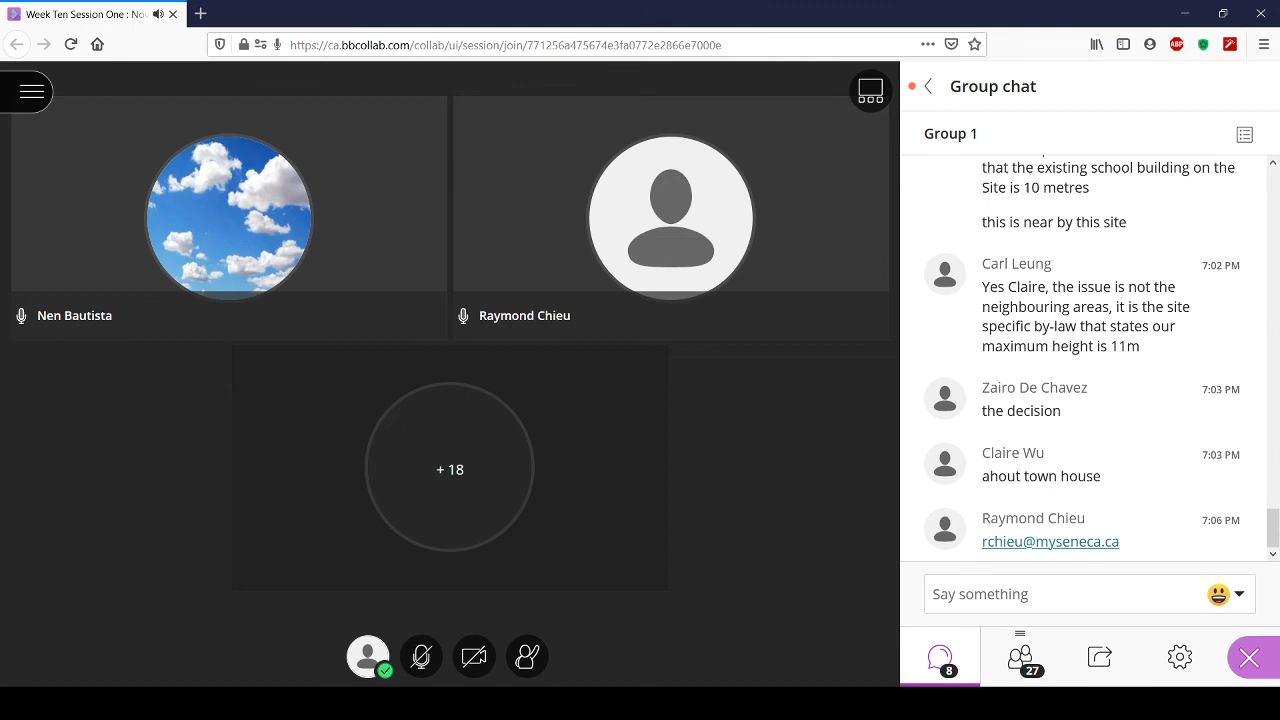 Week Ten Session One : Nov
https://ca.bbcollab.com/collab/ui/session/join/771256a475674e3fa0772e2866e7000e
ABP
Nen Bautista
Raymond Chieu
+ 18
Group chat
Group 1
that the existing school building on the
Site is 10 metres
this is near by this site
Carl Leung
7:02 PM
Yes Claire, the issue is not the
neighbouring areas, it is the site
specific by-law that states our
maximum height is 11m
Zairo De Chavez
7:03 PM
the decision
Claire Wu
7:03 PM
ahout town house
Raymond Chieu
7:06 PM
rchieu@myseneca.ca
Say something
8
27